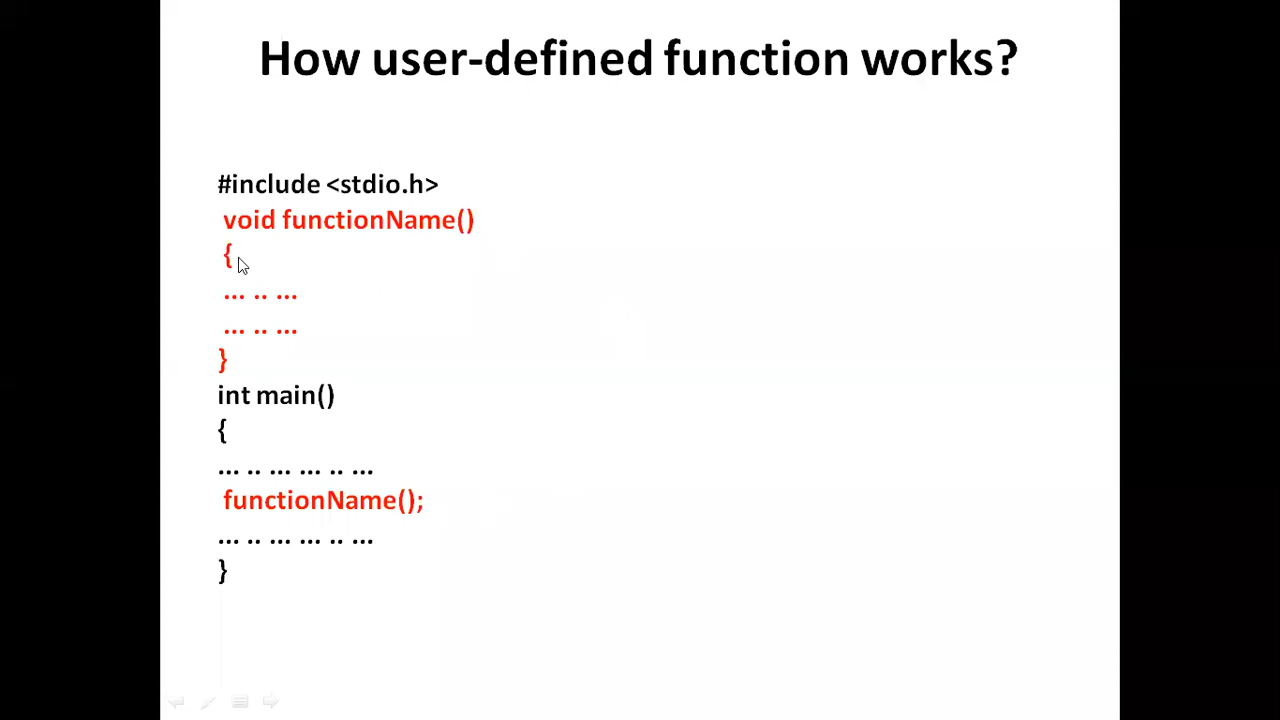 How user-defined function works?
#include <stdio.h>
void functionName()
{
... .. ...
... .. ...
}
int main()
{
... .. ... ... .. ...
functionName();
... .. ... ... .. ...
}